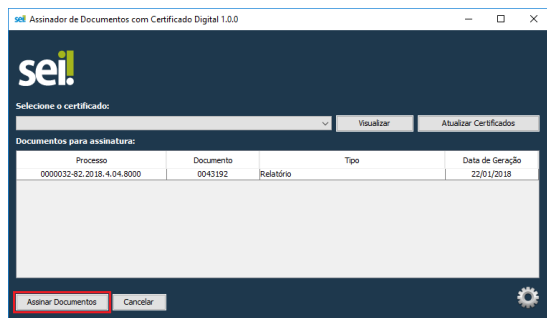 sei! Assinador de Documentos com Certificado Digital 1.0.0
sei!
Selecione o certificado:
Visualizar Atualizar Certificados
Documentos para assinatura:
Processo Documento Tipo Data de Geração
0000032-82.2018.4.04.8000 0043192 Relatório 22/01/2018
Assinar Documentos Cancelar